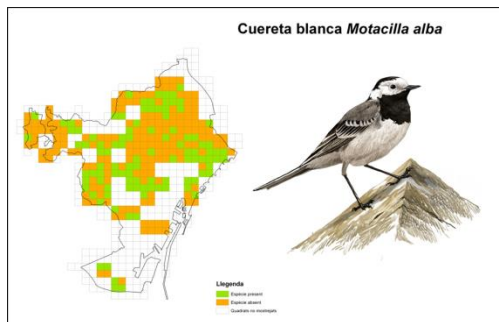 Cuereta blanca Motacilla alba
Llegenda
Espècie present
Espècie absent
Quadrats no mostrejats